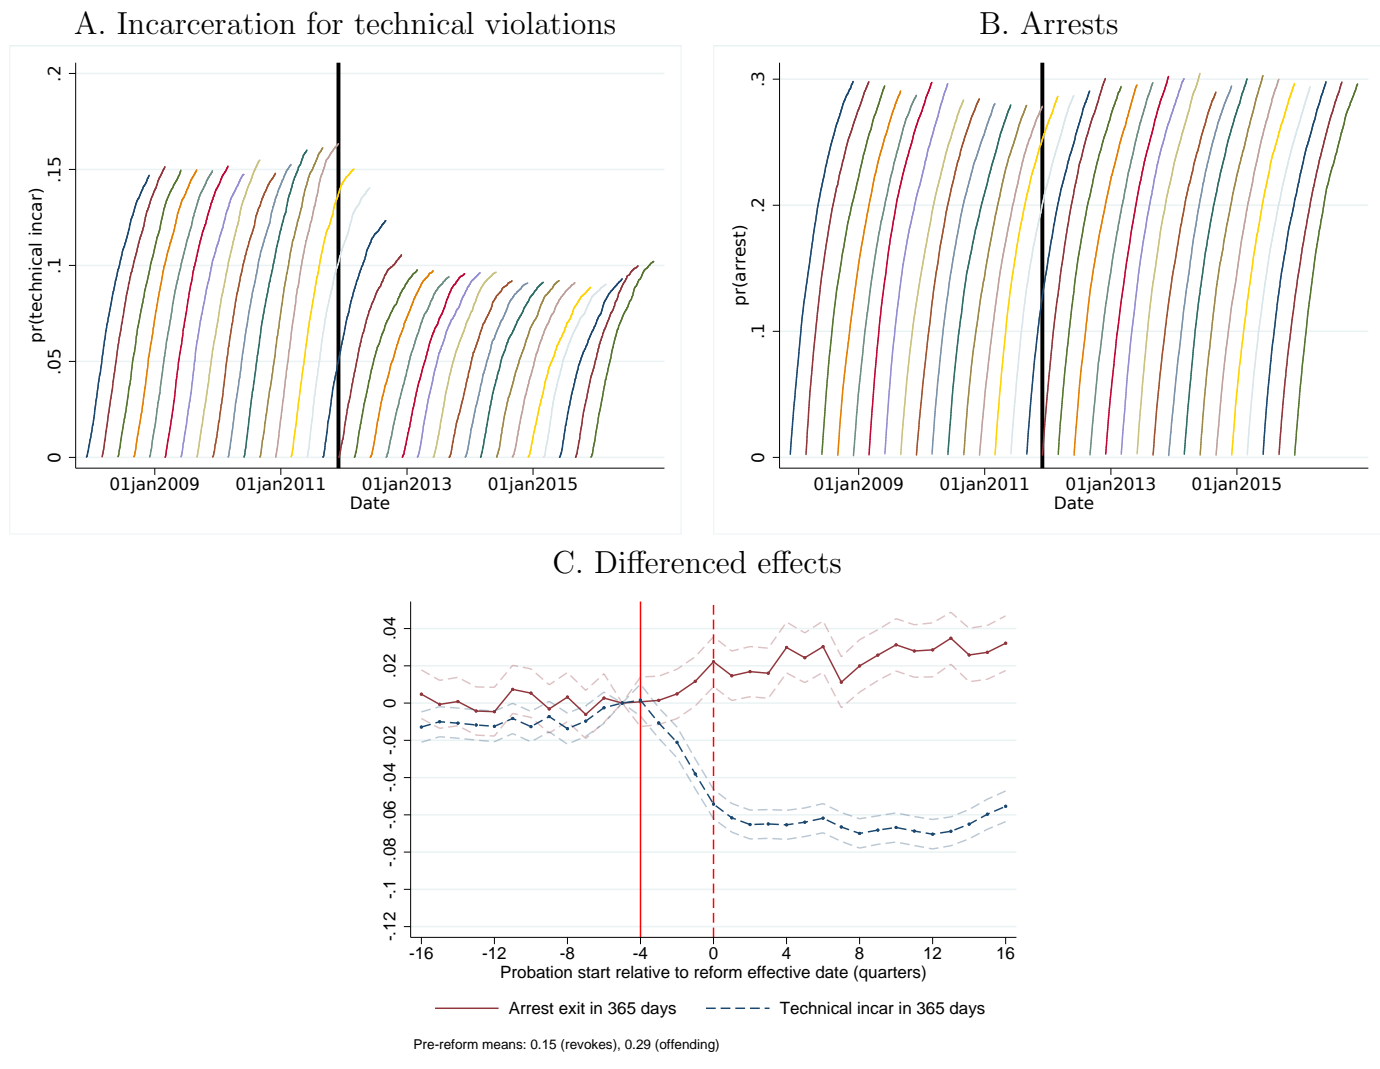 A. Incarceration for technical violations
B. Arrests
.2
.15
.1
.05
0
pr(technical incar)
01jan2009 01jan2011 01jan2013 01jan2015
Date
.3
.2
.1
0
pr(arrest)
01jan2009 01jan2011 01jan2013 01jan2015
Date
C. Differenced effects
.04
.02
0
-.02
-.04
-.06
-.08
-.1
-.12
-16 -12 -8 -4 0 4 8 12 16
Probation start relative to reform effective date (quarters)
Arrest exit in 365 days Technical incar in 365 days
Pre-reform means: 0.15 (revokes), 0.29 (offending)